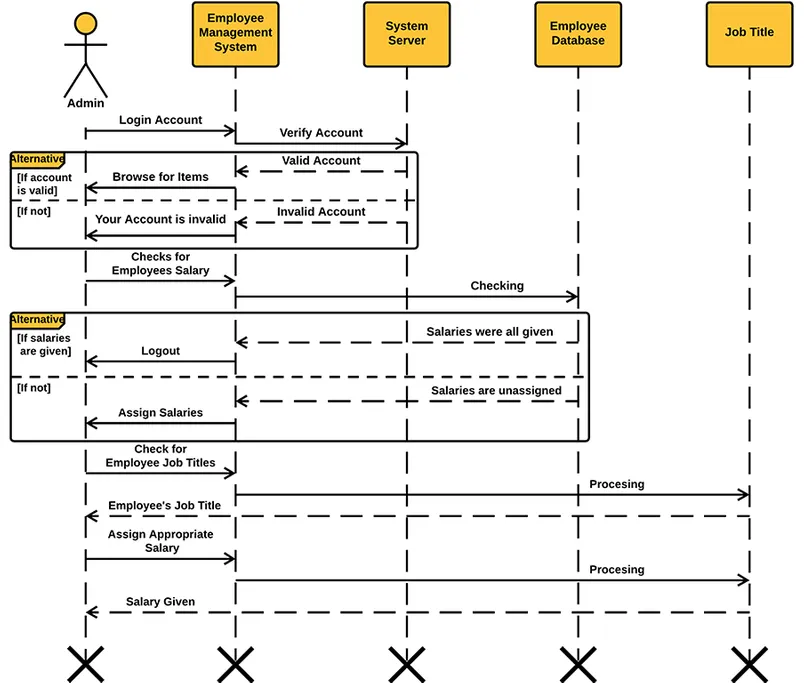 Employee
Management
System
System
Server
Employee
Database
Job Title
Admin
Login Account
Verify Account
Alternative
Valid Account
[If account
is valid]
Browse for Items
[If not]
Invalid Account
Your Account is invalid
Checks for
Employees Salary
Checking
Alternative
Salaries were all given
[If salaries
are given]
Logout
[If not]
Salaries are unassigned
Assign Salaries
Check for
Employee Job Titles
Procesing
Employee's Job Title
Assign Appropriate
Salary
Procesing
Salary Given